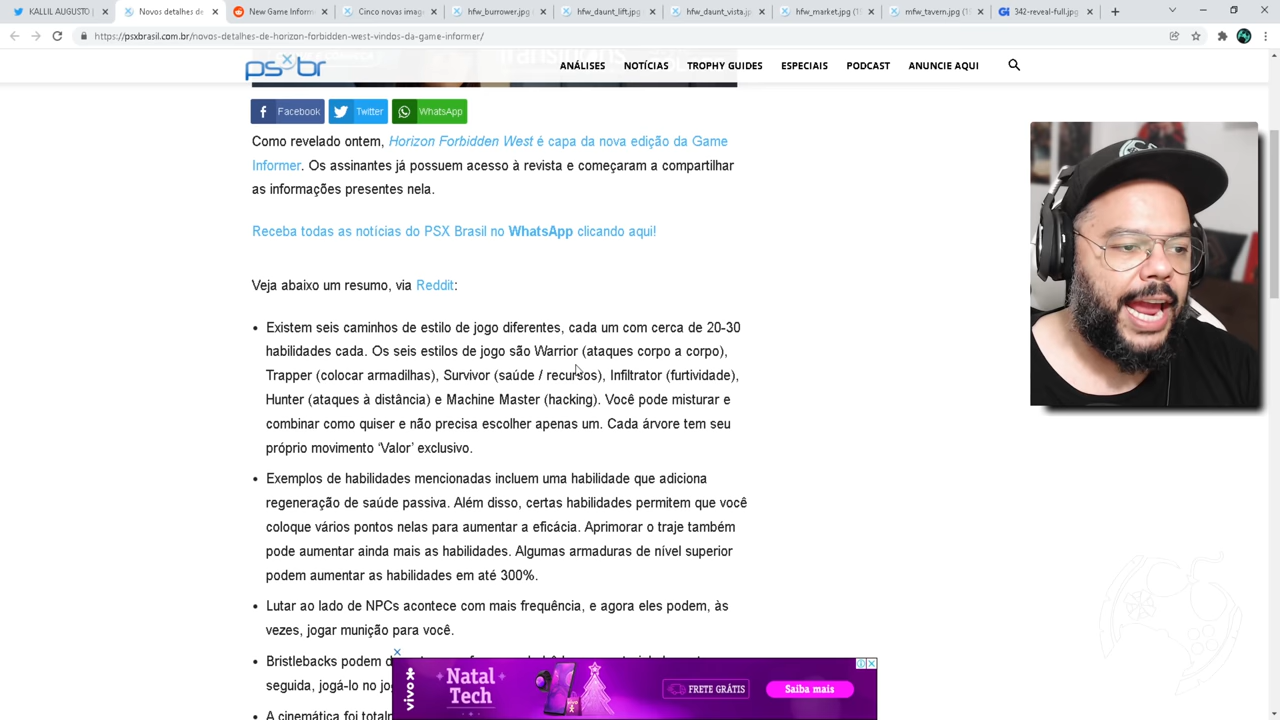 KALLIL AUGUSTO |
Novos detalhes de
New Game Inform
Cinco novas imag
hfw_burrower.jpg
hfw_daunt_lift.jpg
hfw_daunt_vista.jp
hfw_market.jpg (1
mfw_tavern.jpg (1
342-reveal-full.jpg
https://psxbrasil.com.br/novos-detalhes-de-horizon-forbidden-west-vindos-da-game-informer/
psxbr
ANÁLISES NOTÍCIAS TROPHY GUIDES ESPECIAIS PODCAST ANUNCIE AQUI
Facebook Twitter WhatsApp
Como revelado ontem, Horizon Forbidden West é capa da nova edição da Game
Informer. Os assinantes já possuem acesso à revista e começaram a compartilhar
as informações presentes nela.
Receba todas as notícias do PSX Brasil no WhatsApp clicando aqui!
Veja abaixo um resumo, via Reddit:
• Existem seis caminhos de estilo de jogo diferentes, cada um com cerca de 20-30
habilidades cada. Os seis estilos de jogo são Warrior (ataques corpo a corpo),
Trapper (colocar armadilhas), Survivor (saúde / recursos), Infiltrator (furtividade),
Hunter (ataques à distância) e Machine Master (hacking). Você pode misturar e
combinar como quiser e não precisa escolher apenas um. Cada árvore tem seu
próprio movimento ‘Valor’ exclusivo.
• Exemplos de habilidades mencionadas incluem uma habilidade que adiciona
regeneração de saúde passiva. Além disso, certas habilidades permitem que você
coloque vários pontos nelas para aumentar a eficácia. Aprimorar o traje também
pode aumentar ainda mais as habilidades. Algumas armaduras de nível superior
podem aumentar as habilidades em até 300%.
• Lutar ao lado de NPCs acontece com mais frequência, e agora eles podem, às
vezes, jogar munição para você.
• Bristlebacks podem d
seguida, jogá-lo no jo
• A cinemática foi totalr
vivo
Natal
Tech
FRETE GRÁTIS
Saiba mais